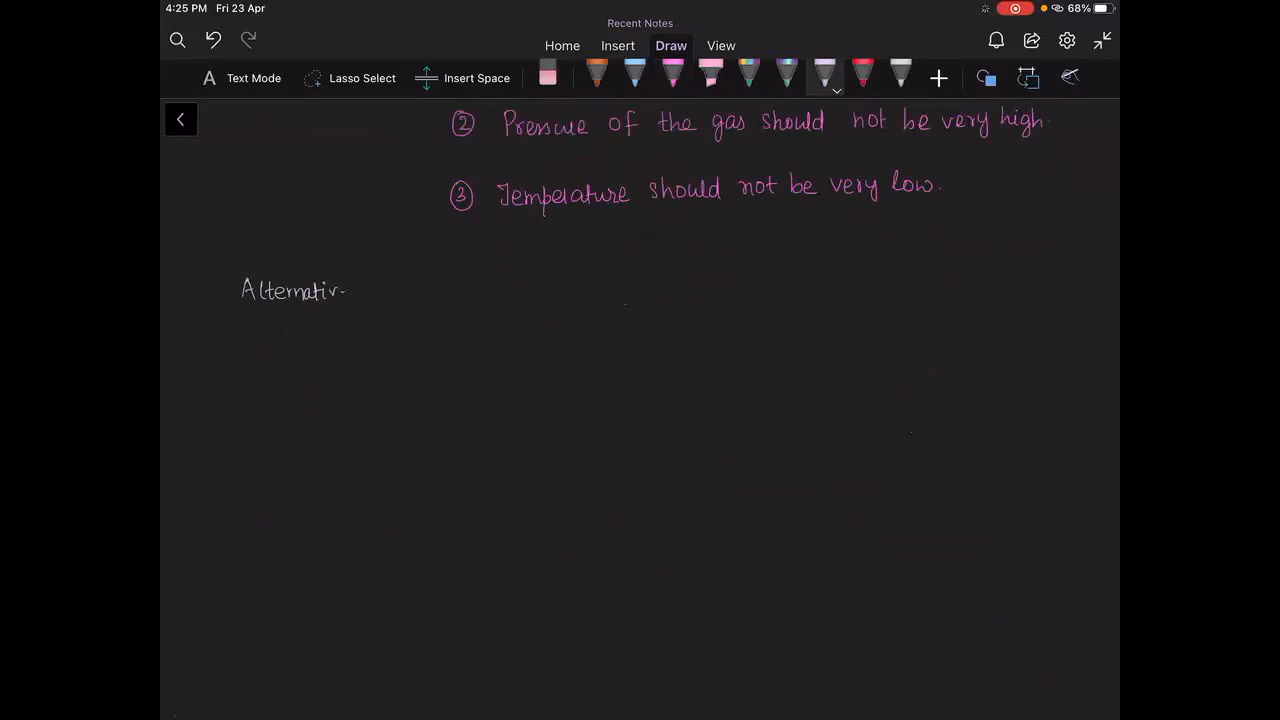 4:25 PM Fri 23 Apr
68%
Recent Notes
Home Insert Draw View
A Text Mode Lasso Select Insert Space
② Pressure of the gas should not be very high.
③ Temperature should not be very low.
Alternativ